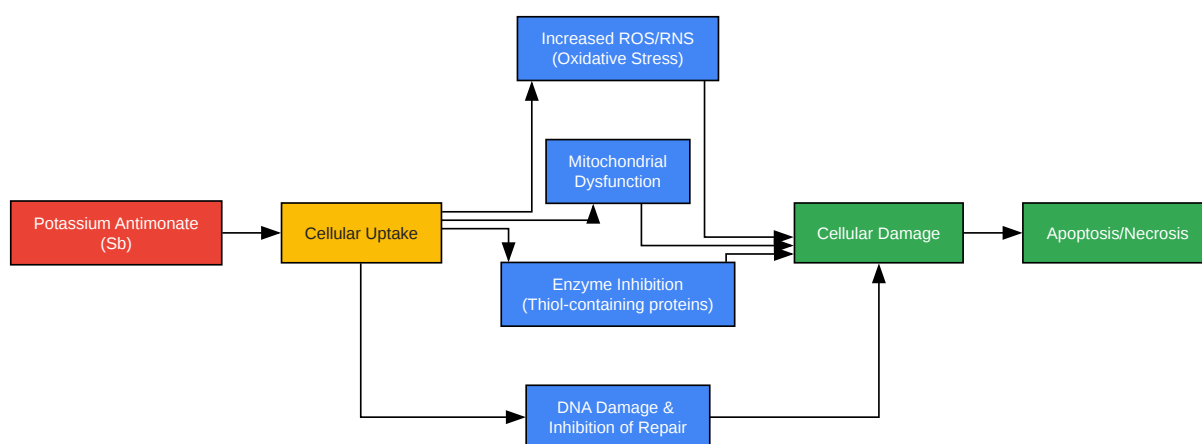 Increased ROS/RNS
(Oxidative Stress)
Mitochondrial
Dysfunction
Potassium Antimonate
(Sb)
Cellular Uptake
Cellular Damage
Apoptosis/Necrosis
Enzyme Inhibition
(Thiol-containing proteins)
DNA Damage &
Inhibition of Repair